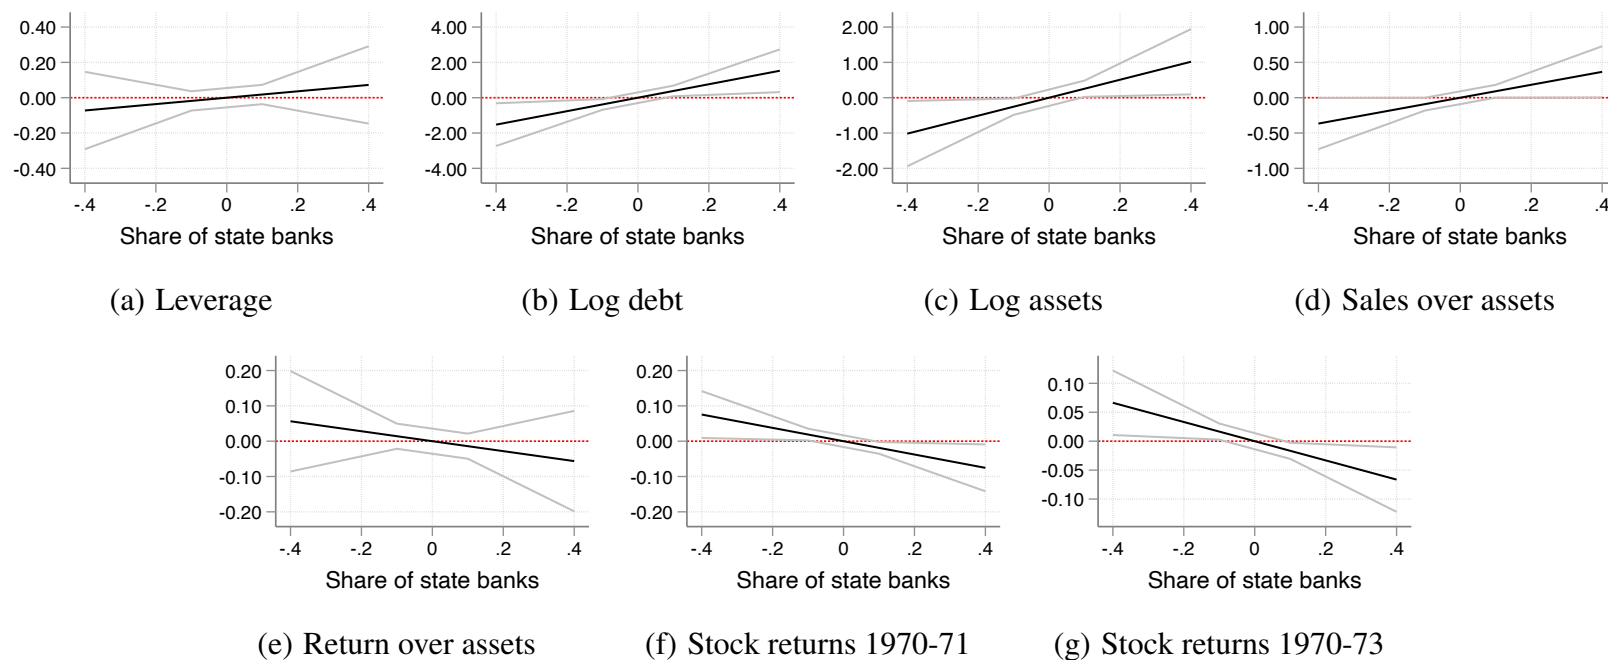 0.40
0.20
0.00
-0.20
-0.40
-.4 -.2 0 .2 .4
Share of state banks
(a) Leverage
4.00
2.00
0.00
-2.00
-4.00
-.4 -.2 0 .2 .4
Share of state banks
(b) Log debt
2.00
1.00
0.00
-1.00
-2.00
-.4 -.2 0 .2 .4
Share of state banks
(c) Log assets
1.00
0.50
0.00
-0.50
-1.00
-.4 -.2 0 .2 .4
Share of state banks
(d) Sales over assets
0.20
0.10
0.00
-0.10
-0.20
-.4 -.2 0 .2 .4
Share of state banks
(e) Return over assets
0.20
0.10
0.00
-0.10
-0.20
-.4 -.2 0 .2 .4
Share of state banks
(f) Stock returns 1970-71
0.10
0.05
0.00
-0.05
-0.10
-.4 -.2 0 .2 .4
Share of state banks
(g) Stock returns 1970-73